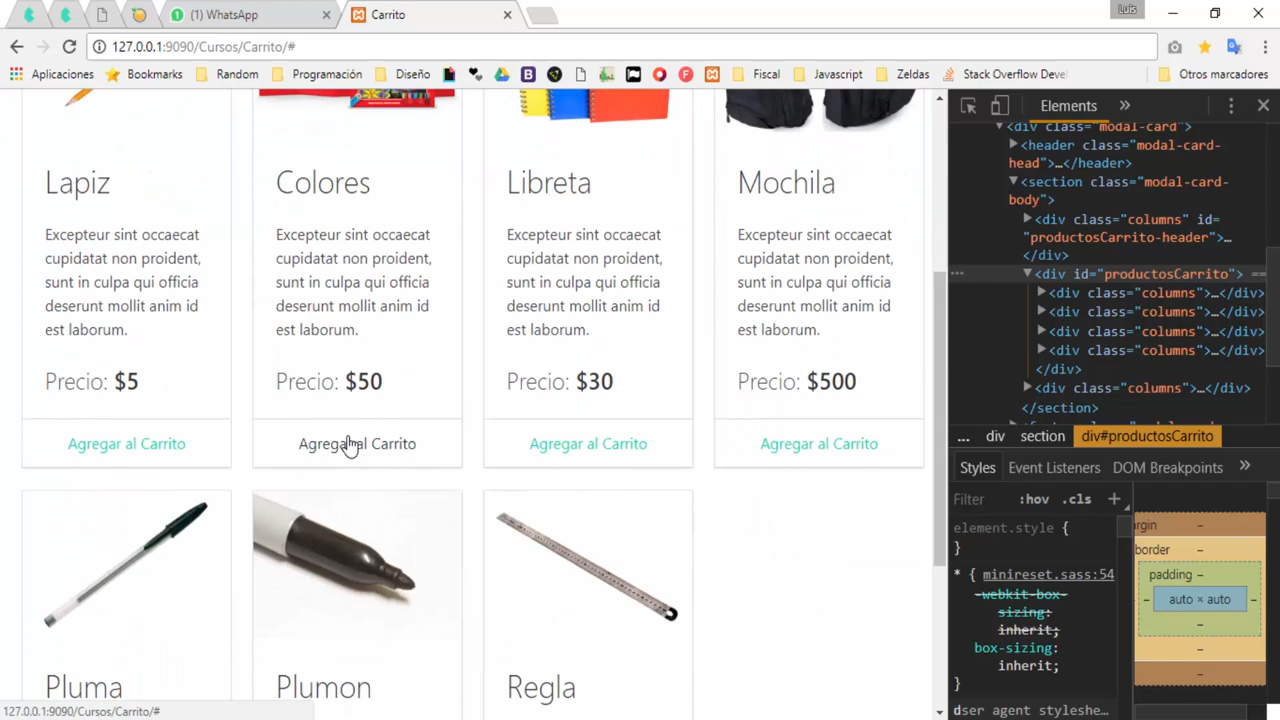 (1) WhatsApp
Carrito
Luis
127.0.0.1:9090/Cursos/Carrito/#
Aplicaciones
Bookmarks
Random
Programación
Diseño
Fiscal
Javascript
Zeldas
Stack Overflow Devel
Otros marcadores
Lapiz
Colores
Libreta
Mochila
Excepteur sint occaecat
cupidatat non proident,
sunt in culpa qui officia
deserunt mollit anim id
est laborum.
Excepteur sint occaecat
cupidatat non proident,
sunt in culpa qui officia
deserunt mollit anim id
est laborum.
Excepteur sint occaecat
cupidatat non proident,
sunt in culpa qui officia
deserunt mollit anim id
est laborum.
Excepteur sint occaecat
cupidatat non proident,
sunt in culpa qui officia
deserunt mollit anim id
est laborum.
Precio: $5
Precio: $50
Precio: $30
Precio: $500
Agregar al Carrito
Agregar al Carrito
Agregar al Carrito
Agregar al Carrito
Pluma
Plumon
Regla
127.0.0.1:9090/Cursos/Carrito/#
Elements
<div class="modal-card">
<header class="modal-card-
head">…</header>
<section class="modal-card-
body">
<div class="columns" id=
"productosCarrito-header">…
</div>
<div id="productosCarrito"> ==
<div class="columns">…</div>
<div class="columns">…</div>
<div class="columns">…</div>
<div class="columns">…</div>
</div>
<div class="columns">…</div>
</section>
... div section div#productosCarrito
Styles
Event Listeners
DOM Breakpoints
Filter
:hov
.cls
element.style {
}
* {
minireset.sass:54
-webkit-box-
sizing:
inherit;
box-sizing:
inherit;
}
user agent styleshe…
border
padding
auto × auto